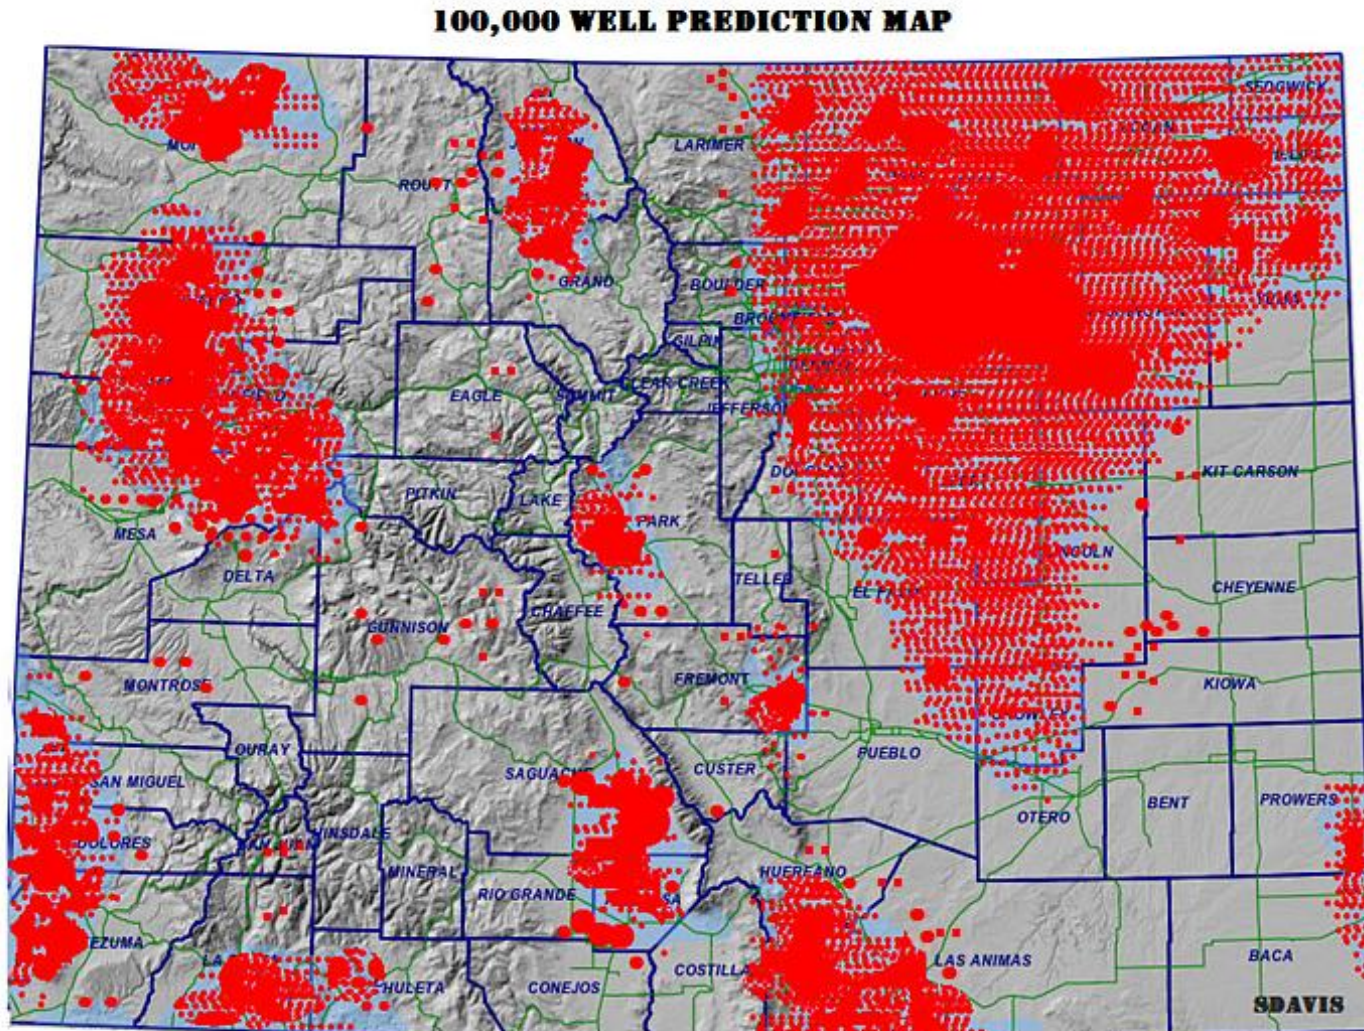 100,000 WELL PREDICTION MAP
SEDGWICK
LARIMER
ROUTT
GRAND
BOULDER
GILPIN
CLEAR CREEK
EAGLE
SUMMIT
JEFFERSON
KIT CARSON
PITKIN
LAKE
PARK
MESA
DELTA
TELLER
EL PASO
CHEYENNE
CHAFFEE
GUNNISON
FREMONT
KIOWA
MONTROSE
OURAY
PUEBLO
SAGUACHE
CUSTER
SAN MIGUEL
BENT
PROWERS
OTERO
DOLORES
HINSDALE
MINERAL
HUERFANO
RIO GRANDE
EZUMA
LAS ANIMAS
BACA
COSTILLA
HULETA
CONEJOS
SDAVIS